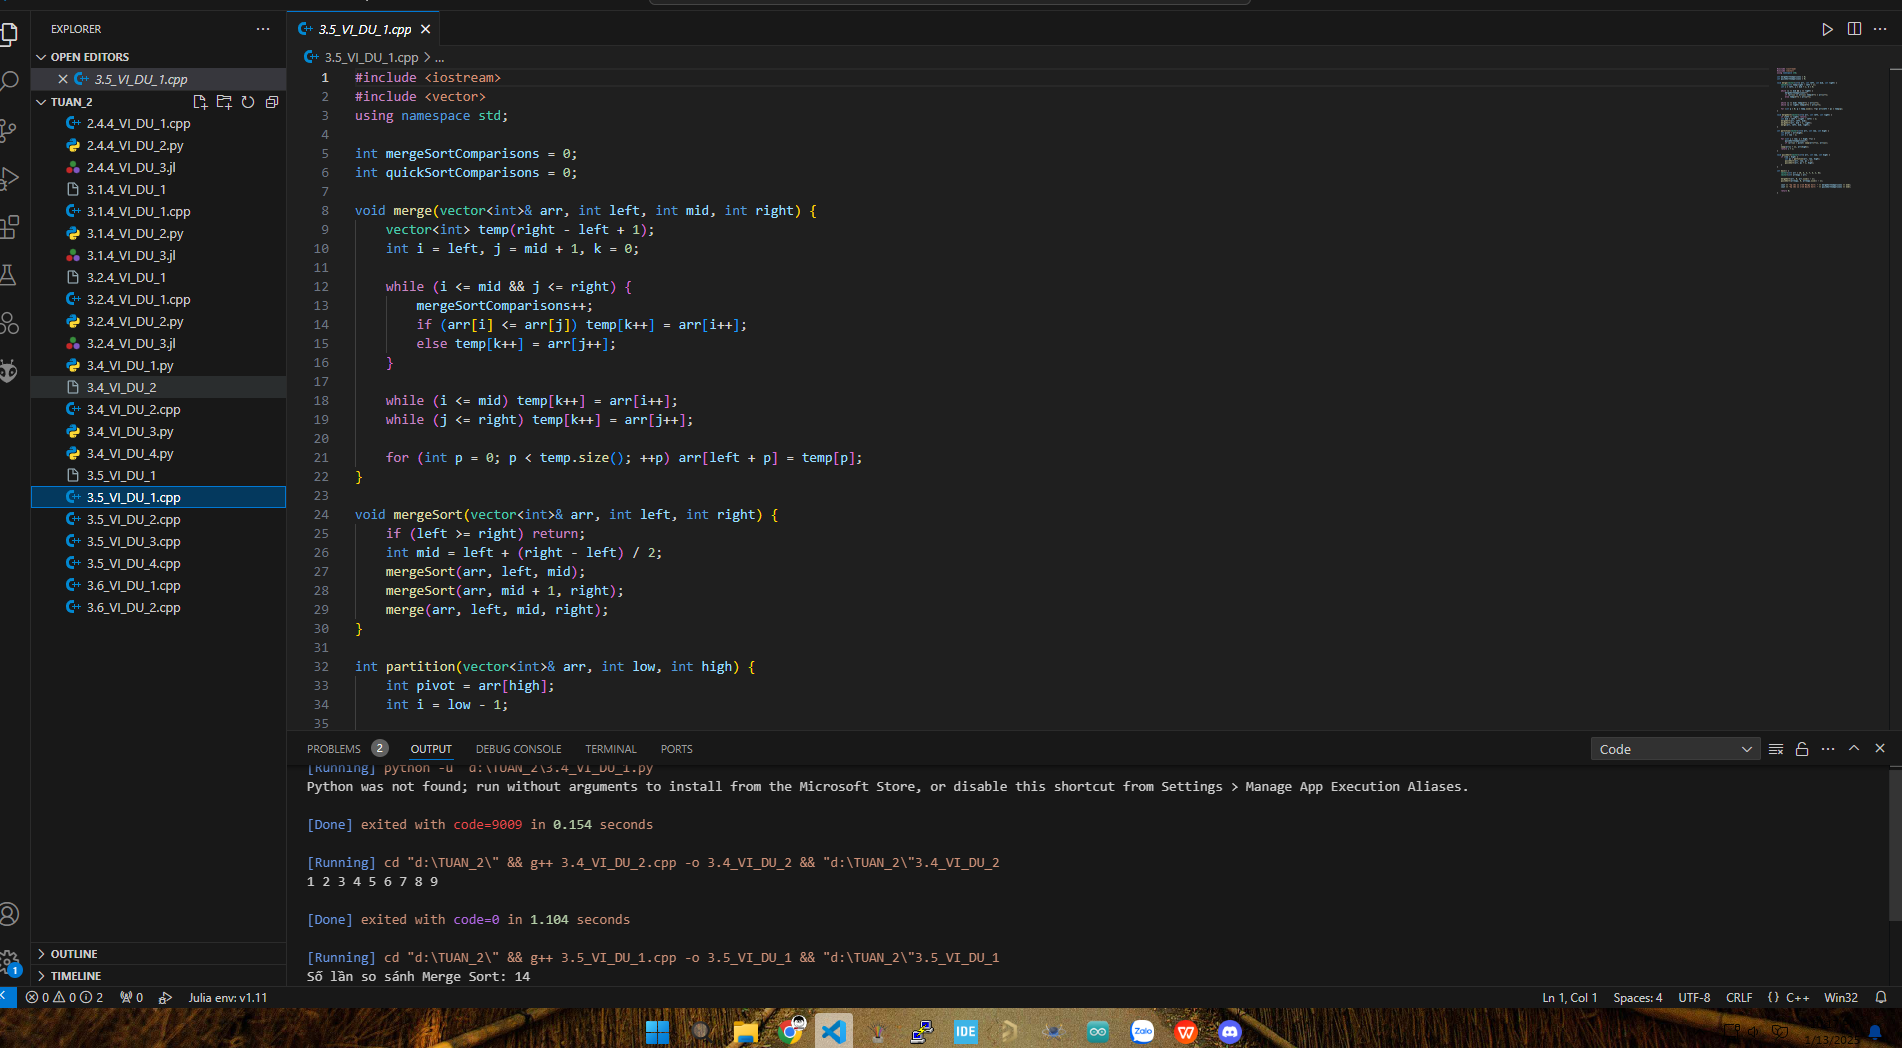 EXPLORER
OPEN EDITORS
3.5_VI_DU_1.cpp
TUAN_2
2.4.4_VI_DU_1.cpp
2.4.4_VI_DU_2.py
2.4.4_VI_DU_3.jl
3.1.4_VI_DU_1
3.1.4_VI_DU_1.cpp
3.1.4_VI_DU_2.py
3.1.4_VI_DU_3.jl
3.2.4_VI_DU_1
3.2.4_VI_DU_1.cpp
3.2.4_VI_DU_2.py
3.2.4_VI_DU_3.jl
3.4_VI_DU_1.py
3.4_VI_DU_2
3.4_VI_DU_2.cpp
3.4_VI_DU_3.py
3.4_VI_DU_4.py
3.5_VI_DU_1
3.5_VI_DU_1.cpp
3.5_VI_DU_2.cpp
3.5_VI_DU_3.cpp
3.5_VI_DU_4.cpp
3.6_VI_DU_1.cpp
3.6_VI_DU_2.cpp
OUTLINE
TIMELINE
3.5_VI_DU_1.cpp
3.5_VI_DU_1.cpp > ...
1 #include <iostream>
2 #include <vector>
3 using namespace std;
4
5 int mergeSortComparisons = 0;
6 int quickSortComparisons = 0;
7
8 void merge(vector<int>& arr, int left, int mid, int right) {
9 vector<int> temp(right - left + 1);
10 int i = left, j = mid + 1, k = 0;
11
12 while (i <= mid && j <= right) {
13 mergeSortComparisons++;
14 if (arr[i] <= arr[j]) temp[k++] = arr[i++];
15 else temp[k++] = arr[j++];
16 }
17
18 while (i <= mid) temp[k++] = arr[i++];
19 while (j <= right) temp[k++] = arr[j++];
20
21 for (int p = 0; p < temp.size(); ++p) arr[left + p] = temp[p];
22 }
23
24 void mergeSort(vector<int>& arr, int left, int right) {
25 if (left >= right) return;
26 int mid = left + (right - left) / 2;
27 mergeSort(arr, left, mid);
28 mergeSort(arr, mid + 1, right);
29 merge(arr, left, mid, right);
30 }
31
32 int partition(vector<int>& arr, int low, int high) {
33 int pivot = arr[high];
34 int i = low - 1;
35
PROBLEMS 2 OUTPUT DEBUG CONSOLE TERMINAL PORTS Code
[Running] python -u "d:\TUAN_2\3.4_VI_DU_1.py
Python was not found; run without arguments to install from the Microsoft Store, or disable this shortcut from Settings > Manage App Execution Aliases.
[Done] exited with code=9009 in 0.154 seconds
[Running] cd "d:\TUAN_2\" && g++ 3.4_VI_DU_2.cpp -o 3.4_VI_DU_2 && "d:\TUAN_2\"3.4_VI_DU_2
1 2 3 4 5 6 7 8 9
[Done] exited with code=0 in 1.104 seconds
[Running] cd "d:\TUAN_2\" && g++ 3.5_VI_DU_1.cpp -o 3.5_VI_DU_1 && "d:\TUAN_2\"3.5_VI_DU_1
Số lần so sánh Merge Sort: 14
1
0 0 2 0 Julia env: v1.11 Ln 1, Col 1 Spaces: 4 UTF-8 CRLF {} C++ Win32
IDE Zalo